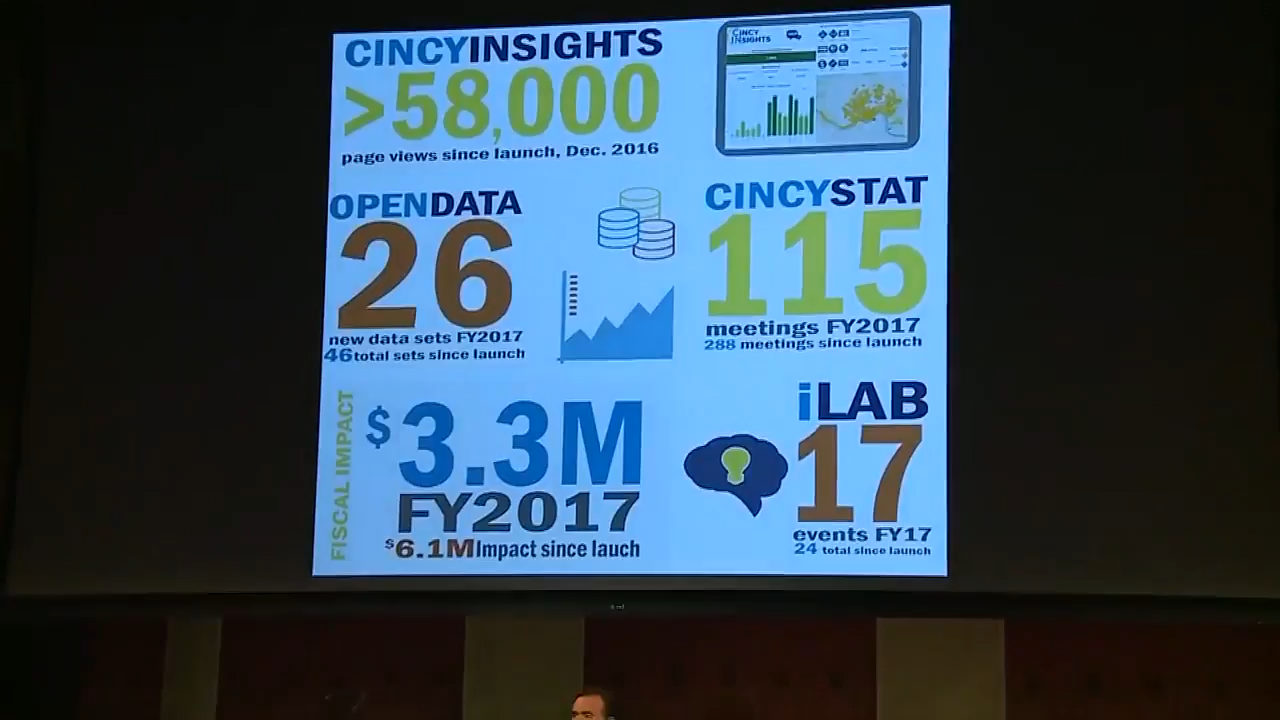 CINCYINSIGHTS
>58,000
page views since launch, Dec. 2016
CINCY
INSIGHTS
OPENDATA
26
new data sets FY2017
46 total sets since launch
CINCYSTAT
115
meetings FY2017
288 meetings since launch
FISCAL IMPACT
$3.3M
FY2017
$6.1M Impact since lauch
iLAB
17
events FY17
24 total since launch